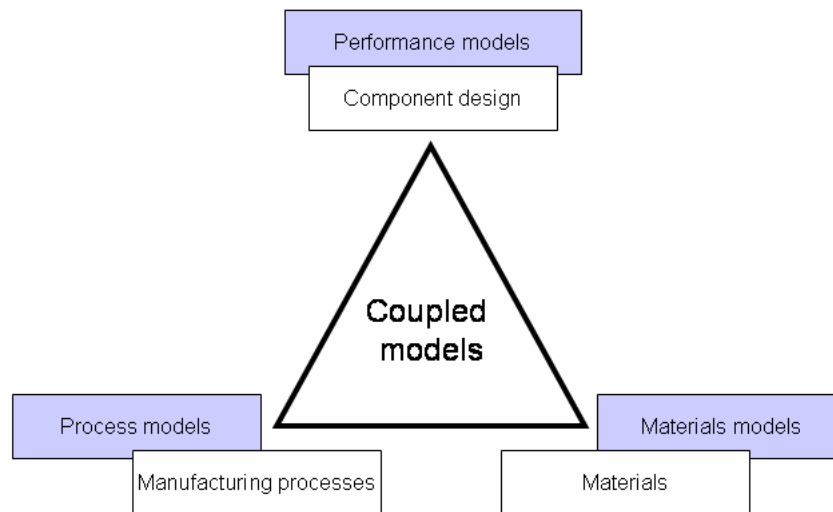 Performance models
Component design
Coupled
models
Process models
Materials models
Manufacturing processes
Materials